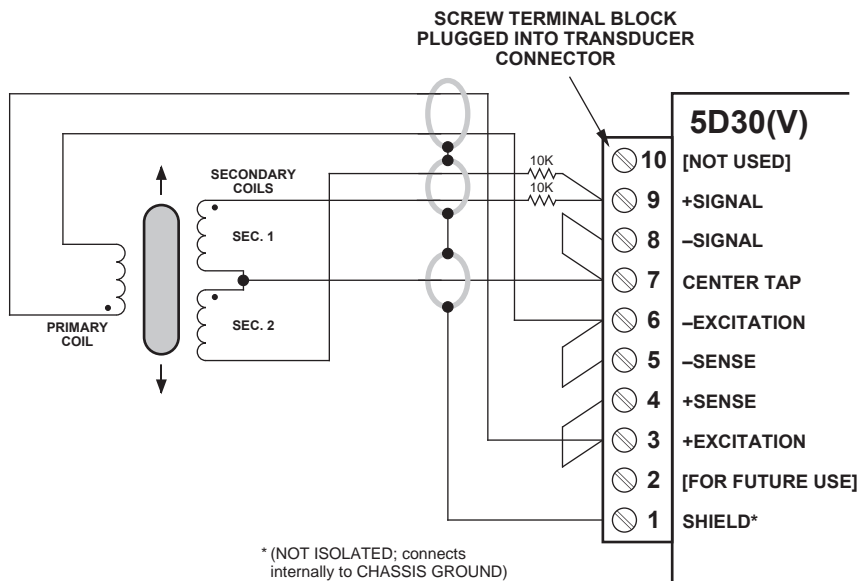 SCREW TERMINAL BLOCK
PLUGGED INTO TRANSDUCER
CONNECTOR
5D30(V)
10 [NOT USED]
9 +SIGNAL
8 –SIGNAL
7 CENTER TAP
6 –EXCITATION
5 –SENSE
4 +SENSE
3 +EXCITATION
2 [FOR FUTURE USE]
1 SHIELD*
10K
10K
SECONDARY
COILS
SEC. 1
SEC. 2
PRIMARY
COIL
* (NOT ISOLATED; connects
internally to CHASSIS GROUND)